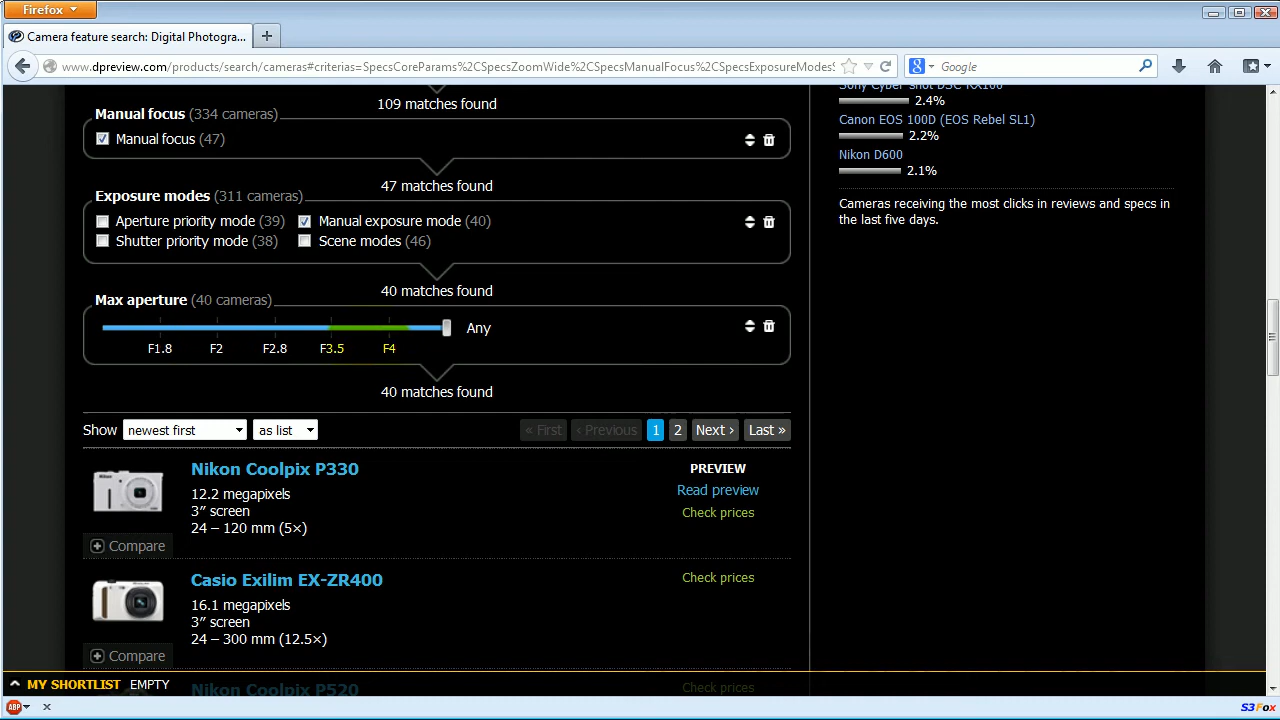 Firefox
Camera feature search: Digital Photogra...
www.dpreview.com/products/search/cameras#criterias=SpecsCoreParams%2CSpecsZoomWide%2CSpecsManualFocus%2CSpecsExposureModes
Google
109 matches found
Manual focus (334 cameras)
Manual focus (47)
47 matches found
Exposure modes (311 cameras)
Aperture priority mode (39) Manual exposure mode (40)
Shutter priority mode (38) Scene modes (46)
40 matches found
Max aperture (40 cameras)
Any
F1.8 F2 F2.8 F3.5 F4
40 matches found
Show newest first as list « First ‹ Previous 1 2 Next › Last »
Nikon Coolpix P330
12.2 megapixels
3″ screen
24 – 120 mm (5×)
PREVIEW
Read preview
Check prices
Compare
Casio Exilim EX-ZR400
16.1 megapixels
3″ screen
24 – 300 mm (12.5×)
Check prices
Compare
Nikon Coolpix P520
Check prices
Sony Cyber-shot DSC-RX100
2.4%
Canon EOS 100D (EOS Rebel SL1)
2.2%
Nikon D600
2.1%
Cameras receiving the most clicks in reviews and specs in
the last five days.
MY SHORTLIST EMPTY
ABP
S3Fox